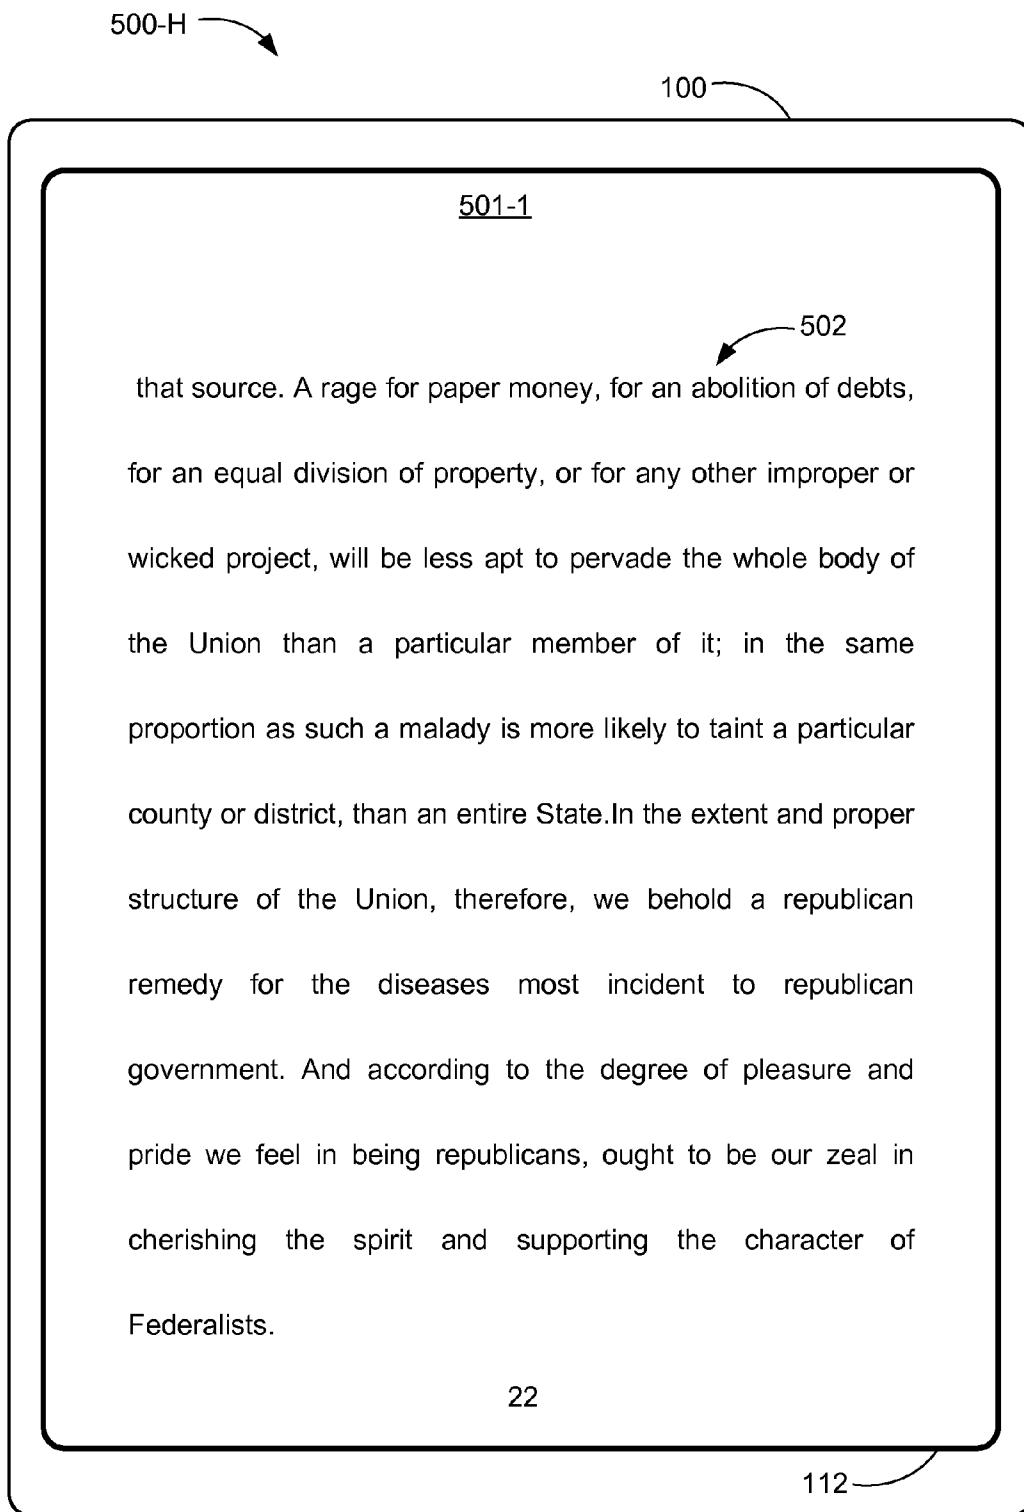 500-H
100
501-1
502
that source. A rage for paper money, for an abolition of debts,
for an equal division of property, or for any other improper or
wicked project, will be less apt to pervade the whole body of
the Union than a particular member of it; in the same
proportion as such a malady is more likely to taint a particular
county or district, than an entire State.In the extent and proper
structure of the Union, therefore, we behold a republican
remedy for the diseases most incident to republican
government. And according to the degree of pleasure and
pride we feel in being republicans, ought to be our zeal in
cherishing the spirit and supporting the character of
Federalists.
22
112